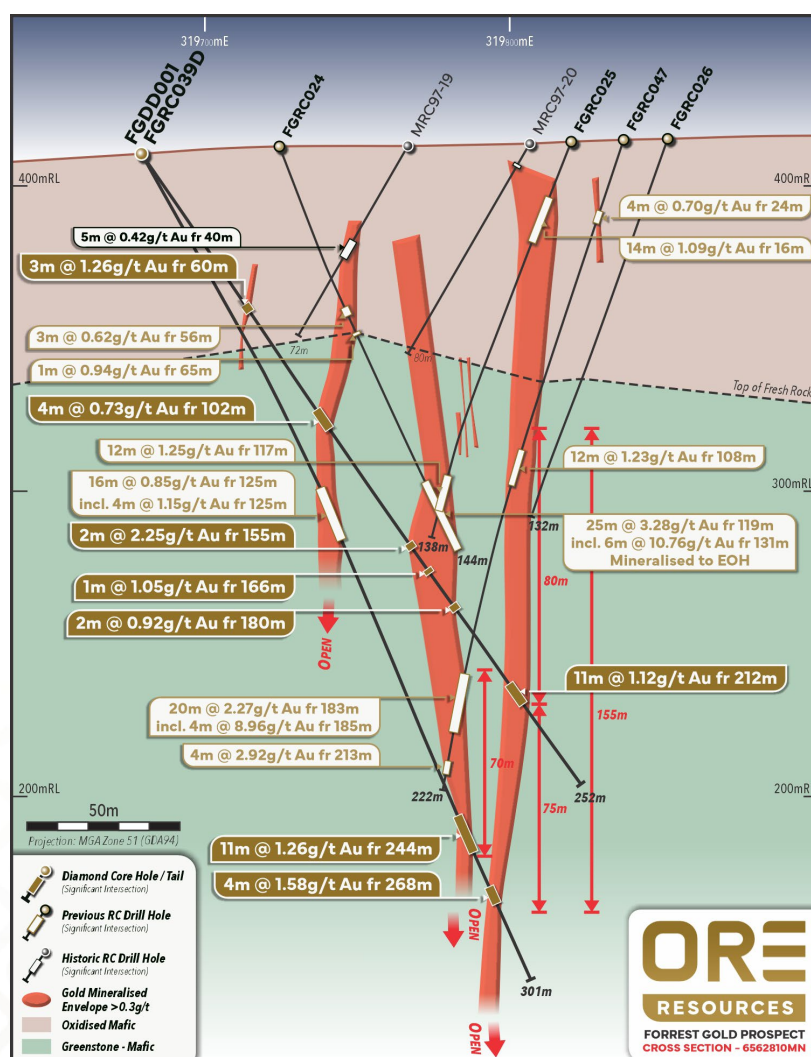 319700mE
319800mE
FGDD001
FGRC039D
FGRC024
MRC97-19
MRC97-20
FGRC025
FGRC047
FGRC026
400mRL
400mRL
4m @ 0.70g/t Au fr 24m
14m @ 1.09g/t Au fr 16m
5m @ 0.42g/t Au fr 40m
3m @ 1.26g/t Au fr 60m
3m @ 0.62g/t Au fr 56m
72m
80m
1m @ 0.94g/t Au fr 65m
Top of Fresh Rock
4m @ 0.73g/t Au fr 102m
12m @ 1.25g/t Au fr 117m
12m @ 1.23g/t Au fr 108m
16m @ 0.85g/t Au fr 125m
incl. 4m @ 1.15g/t Au fr 125m
300mRL
2m @ 2.25g/t Au fr 155m
138m
144m
132m
25m @ 3.28g/t Au fr 119m
incl. 6m @ 10.76g/t Au fr 131m
Mineralised to EOH
1m @ 1.05g/t Au fr 166m
80m
2m @ 0.92g/t Au fr 180m
OPEN
11m @ 1.12g/t Au fr 212m
20m @ 2.27g/t Au fr 183m
incl. 4m @ 8.96g/t Au fr 185m
155m
4m @ 2.92g/t Au fr 213m
70m
75m
200mRL
200m
222m
252m
50m
Projection: MGA Zone 51 (GDA94)
11m @ 1.26g/t Au fr 244m
4m @ 1.58g/t Au fr 268m
OPEN
301m
OPEN
Diamond Core Hole / Tail
(Significant Intersection)
Previous RC Drill Hole
(Significant Intersection)
Historic RC Drill Hole
(Significant Intersection)
Gold Mineralised
Envelope >0.3g/t
Oxidised Mafic
Greenstone - Mafic
ORE
RESOURCES
FORREST GOLD PROSPECT
CROSS SECTION - 6562810MN